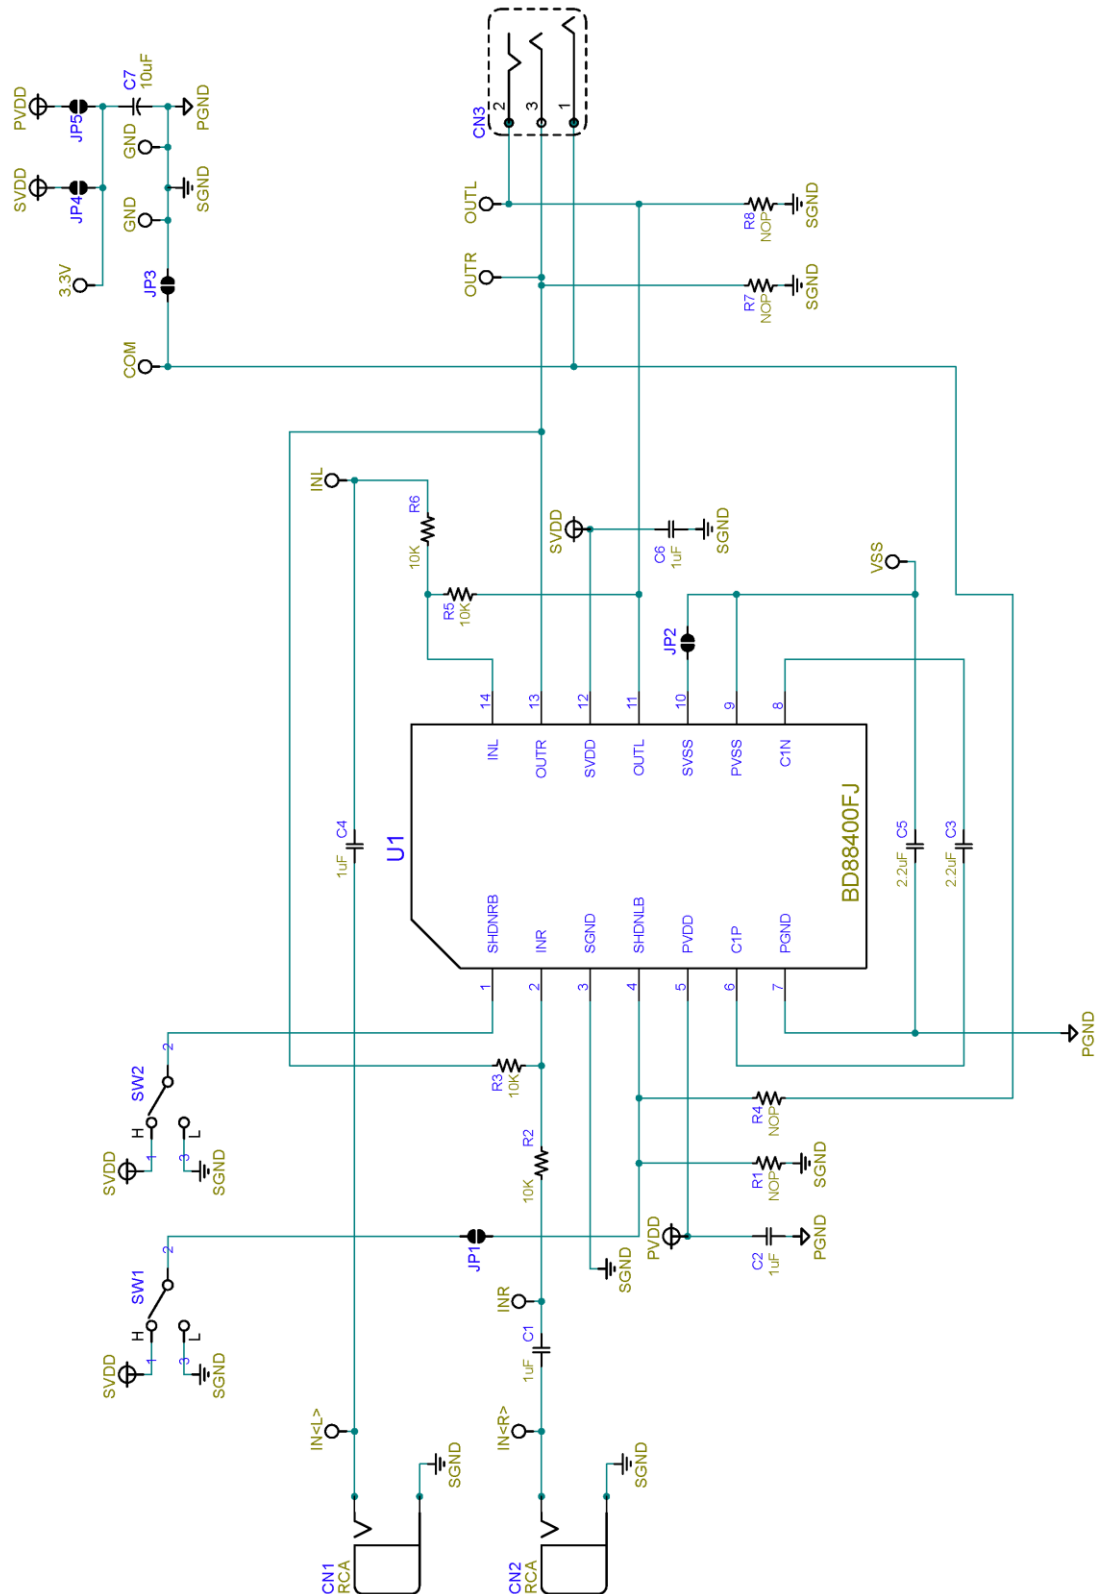 CN1
RCA
IN<L>
SGND
CN2
RCA
IN<R>
SGND
SVDD
1
H
SW1
2
3
L
SGND
SVDD
1
H
SW2
2
3
L
SGND
JP1
1uF
C1
INR
SGND
10K
R2
R3
10K
PVDD
C2
1uF
PGND
R1
NOP
SGND
R4
NOP
PGND
1uF
C4
U1
BD88400FJ
1
SHDNRB
2
INR
3
SGND
4
SHDNLB
5
PVDD
6
C1P
7
PGND
INL
14
OUTR
13
SVDD
12
OUTL
11
SVSS
10
PVSS
9
C1N
8
2.2uF
C5
2.2uF
C3
JP2
VSS
INL
10K
R6
R5
10K
SVDD
C6
1uF
SGND
COM
JP3
3.3V
GND
SGND
GND
PGND
SVDD
JP4
PVDD
JP5
C7
10uF
OUTR
OUTL
R7
NOP
SGND
R8
NOP
SGND
CN3
2
3
1